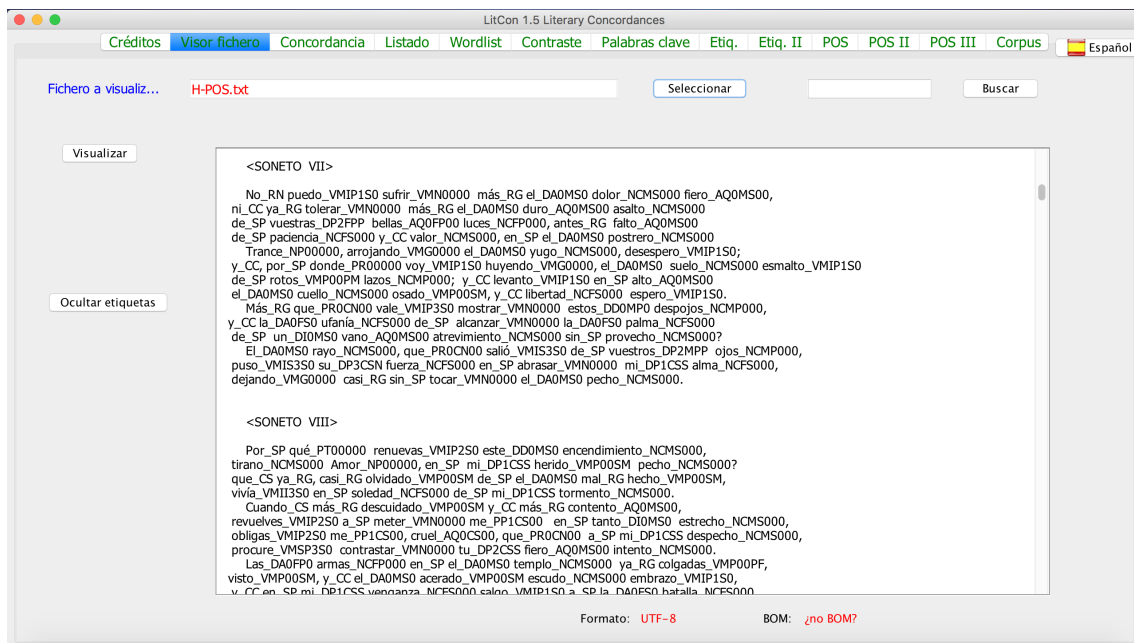 LitCon 1.5 Literary Concordances
Créditos Visor fichero Concordancia Listado Wordlist Contraste Palabras clave Etiq. Etiq. II POS POS II POS III Corpus Español
Fichero a visualiz... H-POS.txt Seleccionar Buscar
Visualizar
<SONETO VII>
No_RN puedo_VMIP1S0 sufrir_VMN0000 más_RG el_DA0MS0 dolor_NCMS000 fiero_AQ0MS00,
ni_CC ya_RG tolerar_VMN0000 más_RG el_DA0MS0 duro_AQ0MS00 asalto_NCMS000
de_SP vuestras_DP2FPP bellas_AQ0FP00 luces_NCFP000, antes_RG falto_AQ0MS00
de_SP paciencia_NCFS000 y_CC valor_NCMS000, en_SP el_DA0MS0 postrero_NCMS000
Trance_NP00000, arrojando_VMG0000 el_DA0MS0 yugo_NCMS000, desespero_VMIP1S0;
y_CC, por_SP donde_PR00000 voy_VMIP1S0 huyendo_VMG0000, el_DA0MS0 suelo_NCMS000 esmalto_VMIP1S0
de_SP rotos_VMP00PM lazos_NCMP000; y_CC levanto_VMIP1S0 en_SP alto_AQ0MS00
el_DA0MS0 cuello_NCMS000 osado_VMP00SM, y_CC libertad_NCFS000 espero_VMIP1S0.
Más_RG que_PR0CN00 vale_VMIP3S0 mostrar_VMN0000 estos_DD0MP0 despojos_NCMP000,
y_CC la_DA0FS0 ufanía_NCFS000 de_SP alcanzar_VMN0000 la_DA0FS0 palma_NCFS000
de_SP un_DI0MS0 vano_AQ0MS00 atrevimiento_NCMS000 sin_SP provecho_NCMS000?
El_DA0MS0 rayo_NCMS000, que_PR0CN00 salió_VMIS3S0 de_SP vuestros_DP2MPP ojos_NCMP000,
puso_VMIS3S0 su_DP3CSN fuerza_NCFS000 en_SP abrasar_VMN0000 mi_DP1CSS alma_NCFS000,
dejando_VMG0000 casi_RG sin_SP tocar_VMN0000 el_DA0MS0 pecho_NCMS000.
Ocultar etiquetas
<SONETO VIII>
Por_SP qué_PT00000 renuevas_VMIP2S0 este_DD0MS0 encendimiento_NCMS000,
tirano_NCMS000 Amor_NP00000, en_SP mi_DP1CSS herido_VMP00SM pecho_NCMS000?
que_CS ya_RG, casi_RG olvidado_VMP00SM de_SP el_DA0MS0 mal_RG hecho_VMP00SM,
vivía_VMII3S0 en_SP soledad_NCFS000 de_SP mi_DP1CSS tormento_NCMS000.
Cuando_CS más_RG descuidado_VMP00SM y_CC más_RG contento_AQ0MS00,
revuelves_VMIP2S0 a_SP meter_VMN0000 me_PP1CS00 en_SP tanto_DI0MS0 estrecho_NCMS000,
obligas_VMIP2S0 me_PP1CS00, cruel_AQ0CS00, que_PR0CN00 a_SP mi_DP1CSS despecho_NCMS000,
procure_VMSP3S0 contrastar_VMN0000 tu_DP2CSS fiero_AQ0MS00 intento_NCMS000.
Las_DA0FP0 armas_NCFP000 en_SP el_DA0MS0 templo_NCMS000 ya_RG colgadas_VMP00PF,
visto_VMP00SM, y_CC el_DA0MS0 acerado_VMP00SM escudo_NCMS000 embrazo_VMIP1S0,
y_CC en_SP mi_DP1CSS venganza_NCFS000 salgo_VMIP1S0 a_SP la_DA0FS0 batalla_NCFS000
Formato: UTF-8 BOM: ¿no BOM?